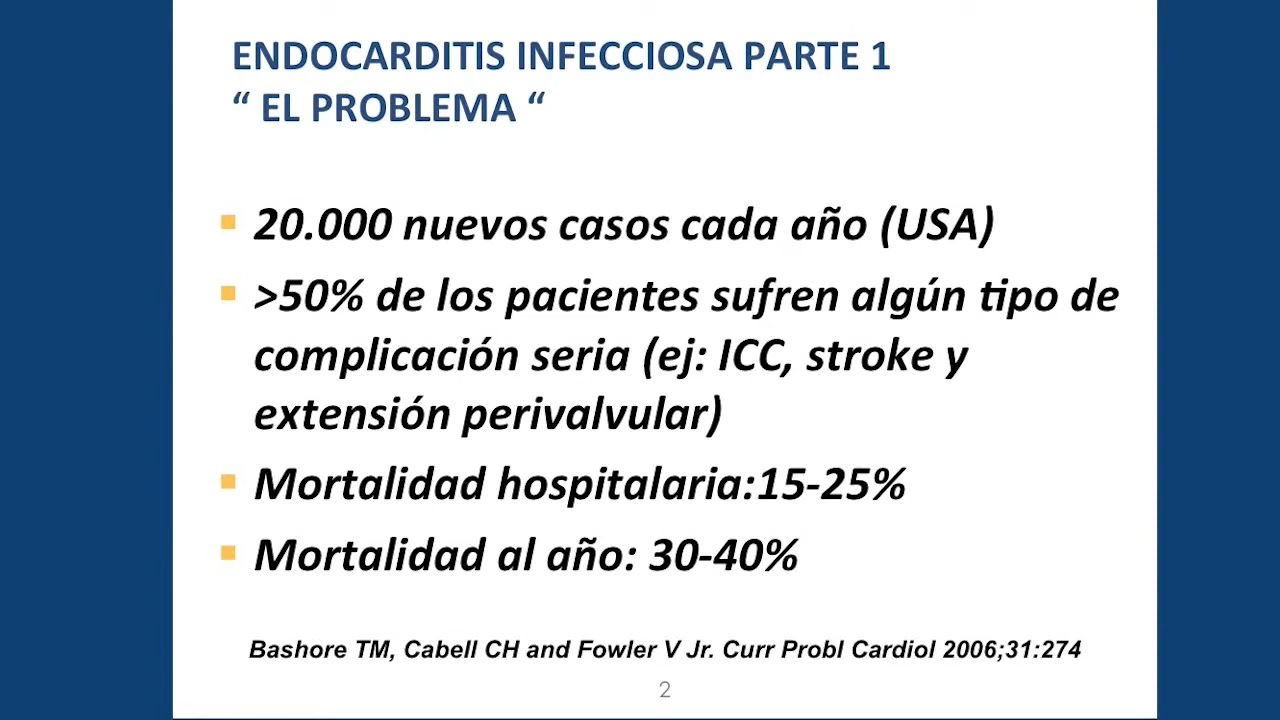 ENDOCARDITIS INFECCIOSA PARTE 1
“ EL PROBLEMA “
20.000 nuevos casos cada año (USA)
>50% de los pacientes sufren algún tipo de
complicación seria (ej: ICC, stroke y
extensión perivalvular)
Mortalidad hospitalaria:15-25%
Mortalidad al año: 30-40%
Bashore TM, Cabell CH and Fowler V Jr. Curr Probl Cardiol 2006;31:274
2